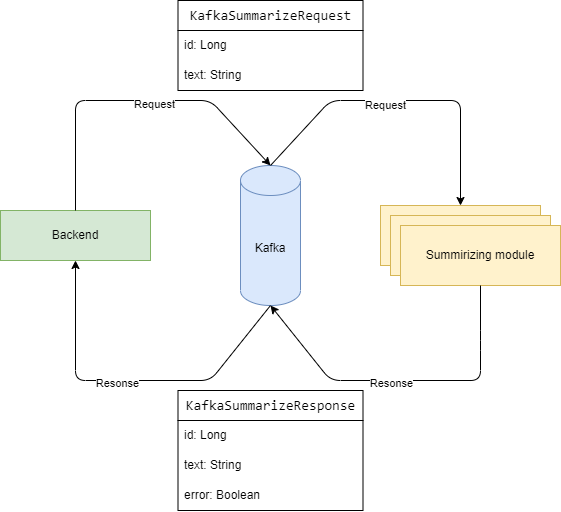 KafkaSummarizeRequest
id: Long
text: String
Request
Request
Backend
Kafka
Summirizing module
Resonse
Resonse
KafkaSummarizeResponse
id: Long
text: String
error: Boolean